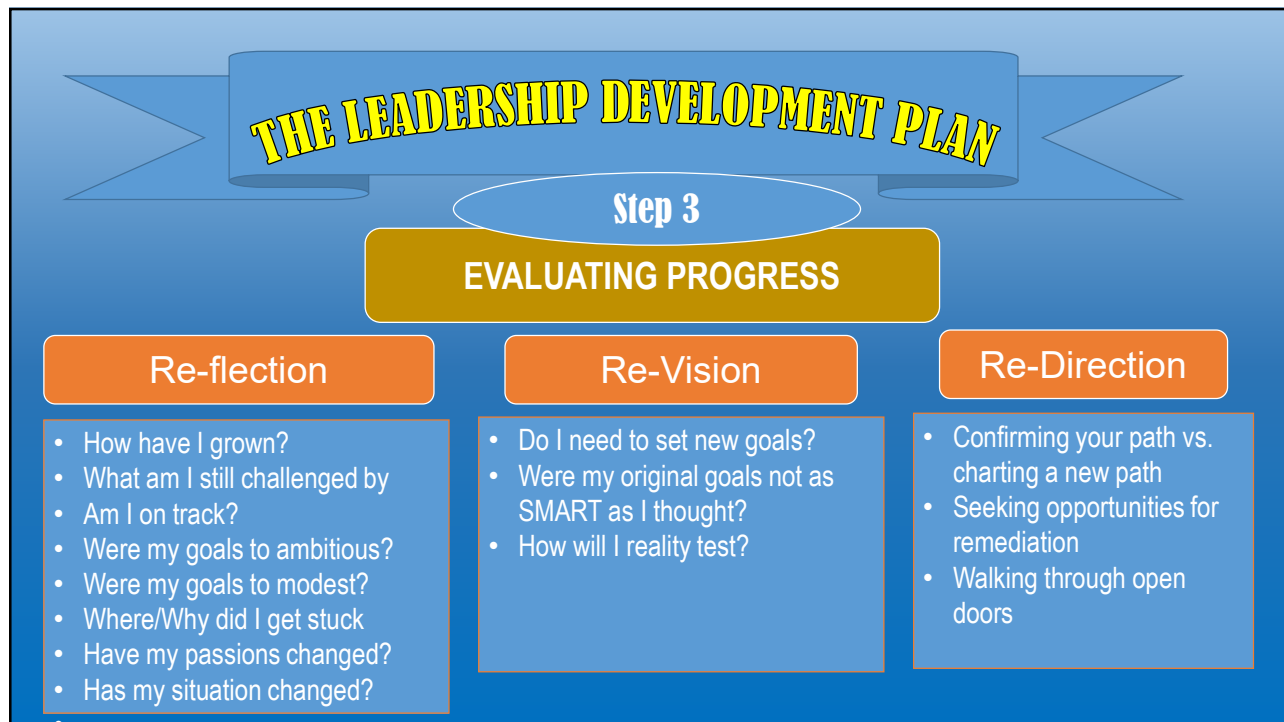 THE LEADERSHIP DEVELOPMENT PLAN
Step 3
EVALUATING PROGRESS
Re-flection
• How have I grown?
• What am I still challenged by
• Am I on track?
• Were my goals to ambitious?
• Were my goals to modest?
• Where/Why did I get stuck
• Have my passions changed?
• Has my situation changed?
•
Re-Vision
• Do I need to set new goals?
• Were my original goals not as
SMART as I thought?
• How will I reality test?
Re-Direction
• Confirming your path vs.
charting a new path
• Seeking opportunities for
remediation
• Walking through open
doors